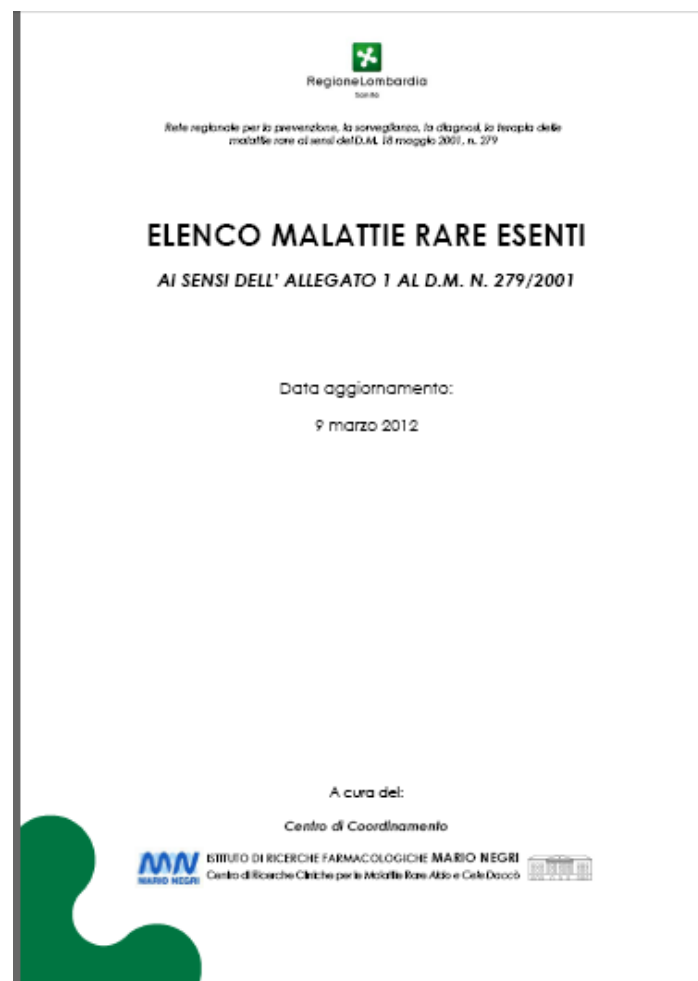 RegioneLombardia
Sanità
Rete regionale per la prevenzione, la sorveglianza, la diagnosi, la terapia delle
malattie rare ai sensi del D.M. 18 maggio 2001, n. 279
ELENCO MALATTIE RARE ESENTI
AI SENSI DELL' ALLEGATO 1 AL D.M. N. 279/2001
Data aggiornamento:
9 marzo 2012
A cura del:
Centro di Coordinamento
MN
MARIO NEGRI
ISTITUTO DI RICERCHE FARMACOLOGICHE MARIO NEGRI
Centro di Ricerche Cliniche per le Malattie Rare Aldo e Cele Daccò